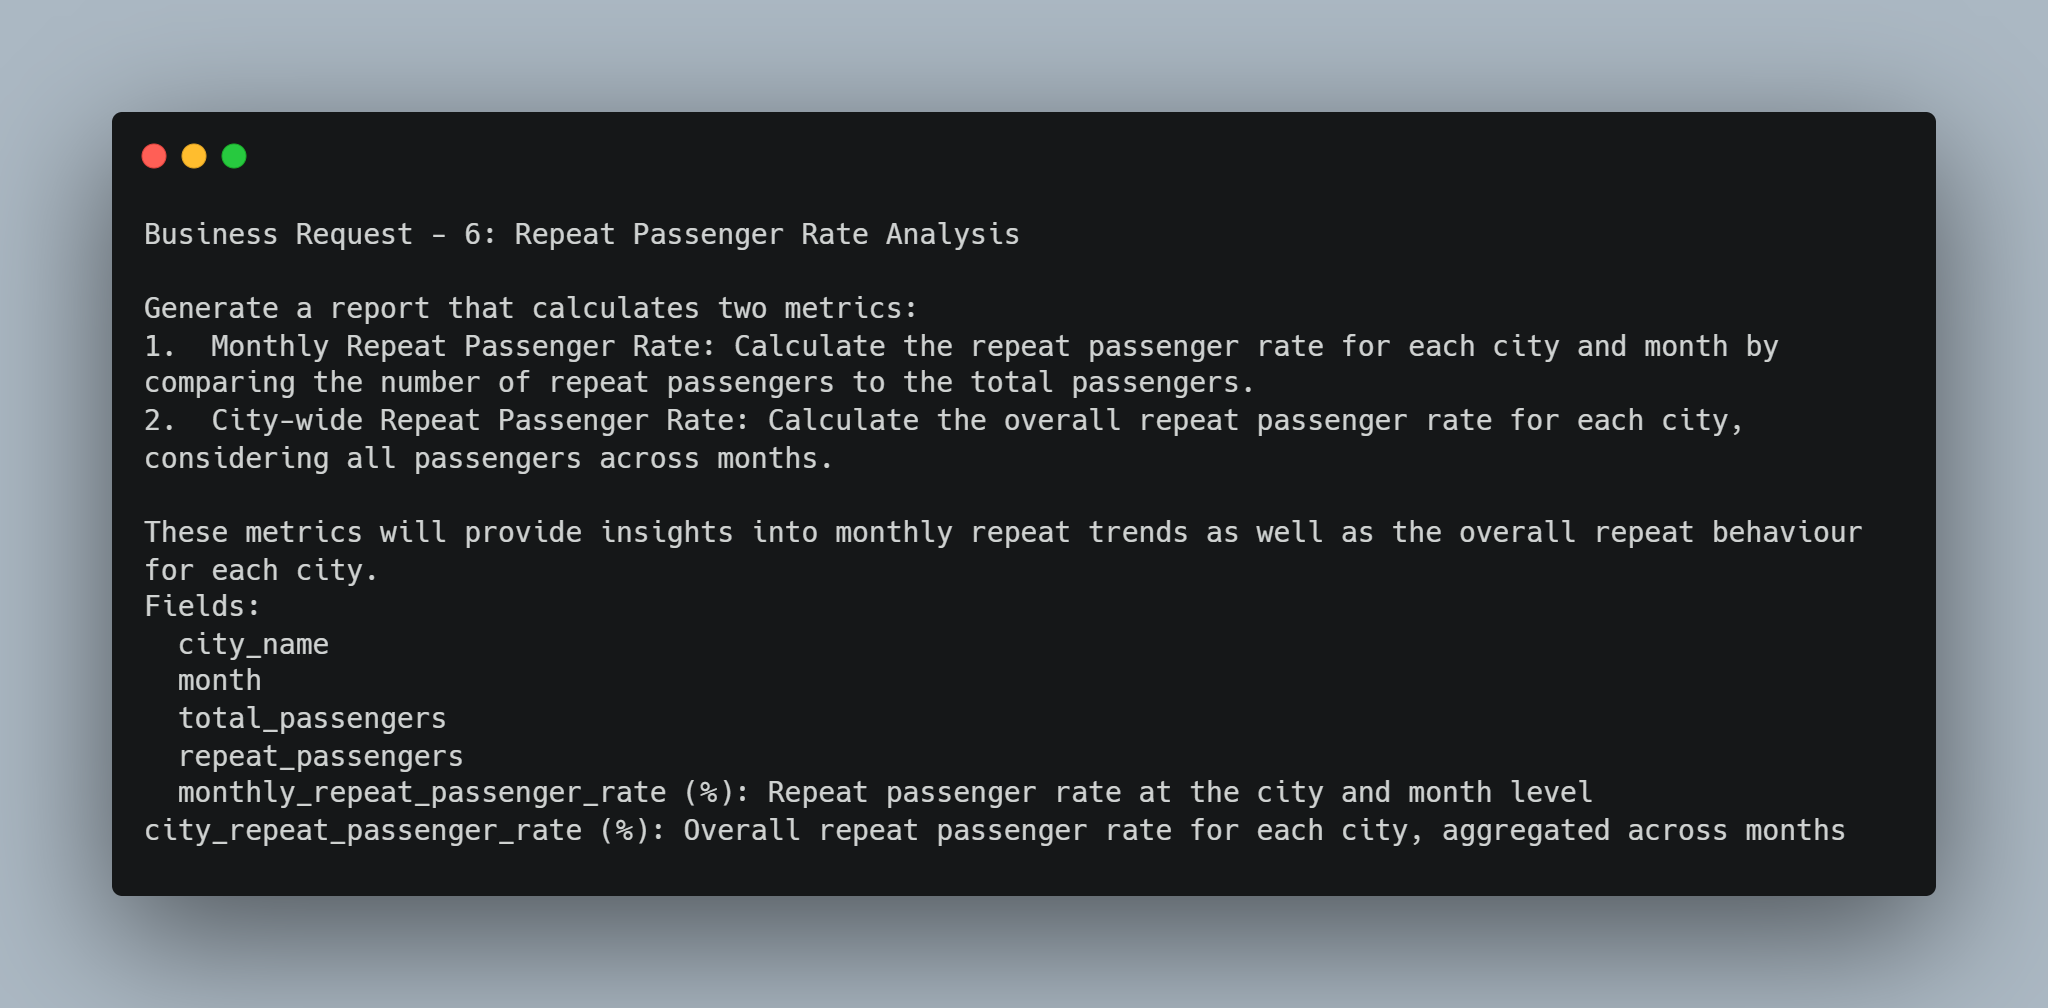 Business Request - 6: Repeat Passenger Rate Analysis

Generate a report that calculates two metrics:
1.  Monthly Repeat Passenger Rate: Calculate the repeat passenger rate for each city and month by
comparing the number of repeat passengers to the total passengers.
2.  City-wide Repeat Passenger Rate: Calculate the overall repeat passenger rate for each city,
considering all passengers across months.

These metrics will provide insights into monthly repeat trends as well as the overall repeat behaviour
for each city.
Fields:
  city_name
  month
  total_passengers
  repeat_passengers
  monthly_repeat_passenger_rate (%): Repeat passenger rate at the city and month level
city_repeat_passenger_rate (%): Overall repeat passenger rate for each city, aggregated across months